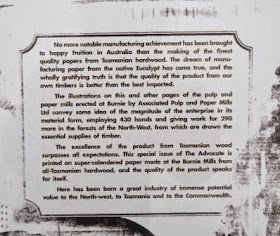 No more notable manufacturing achievement has been brought
to happy fruition in Australia than the making of the finest
quality papers from Tasmanian hardwood. The dream of manu-
facturing paper from the native Eucalypt has come true, and the
wholly gratifying truth is that the quality of the product from our
own timbers is better than the best imported.
The illustrations on this and other pages of the pulp and
paper mills erected at Burnie by Associated Pulp and Paper Mills
Ltd convey some idea of the magnitude of the enterprise in its
material form, employing 430 hands and giving work for 290
more in the forests of the North-West, from which are drawn the
essential supplies of timber.
The excellence of the product from Tasmanian wood
surpasses all expectations. This special issue of The Advocate is
printed on super-calendered paper made at the Burnie Mills from
all-Tasmanian hardwood, and the quality of the product speaks
for itself.
Here has been born a great industry of immense potential
value to the North-west, to Tasmania and to the Commonwealth.